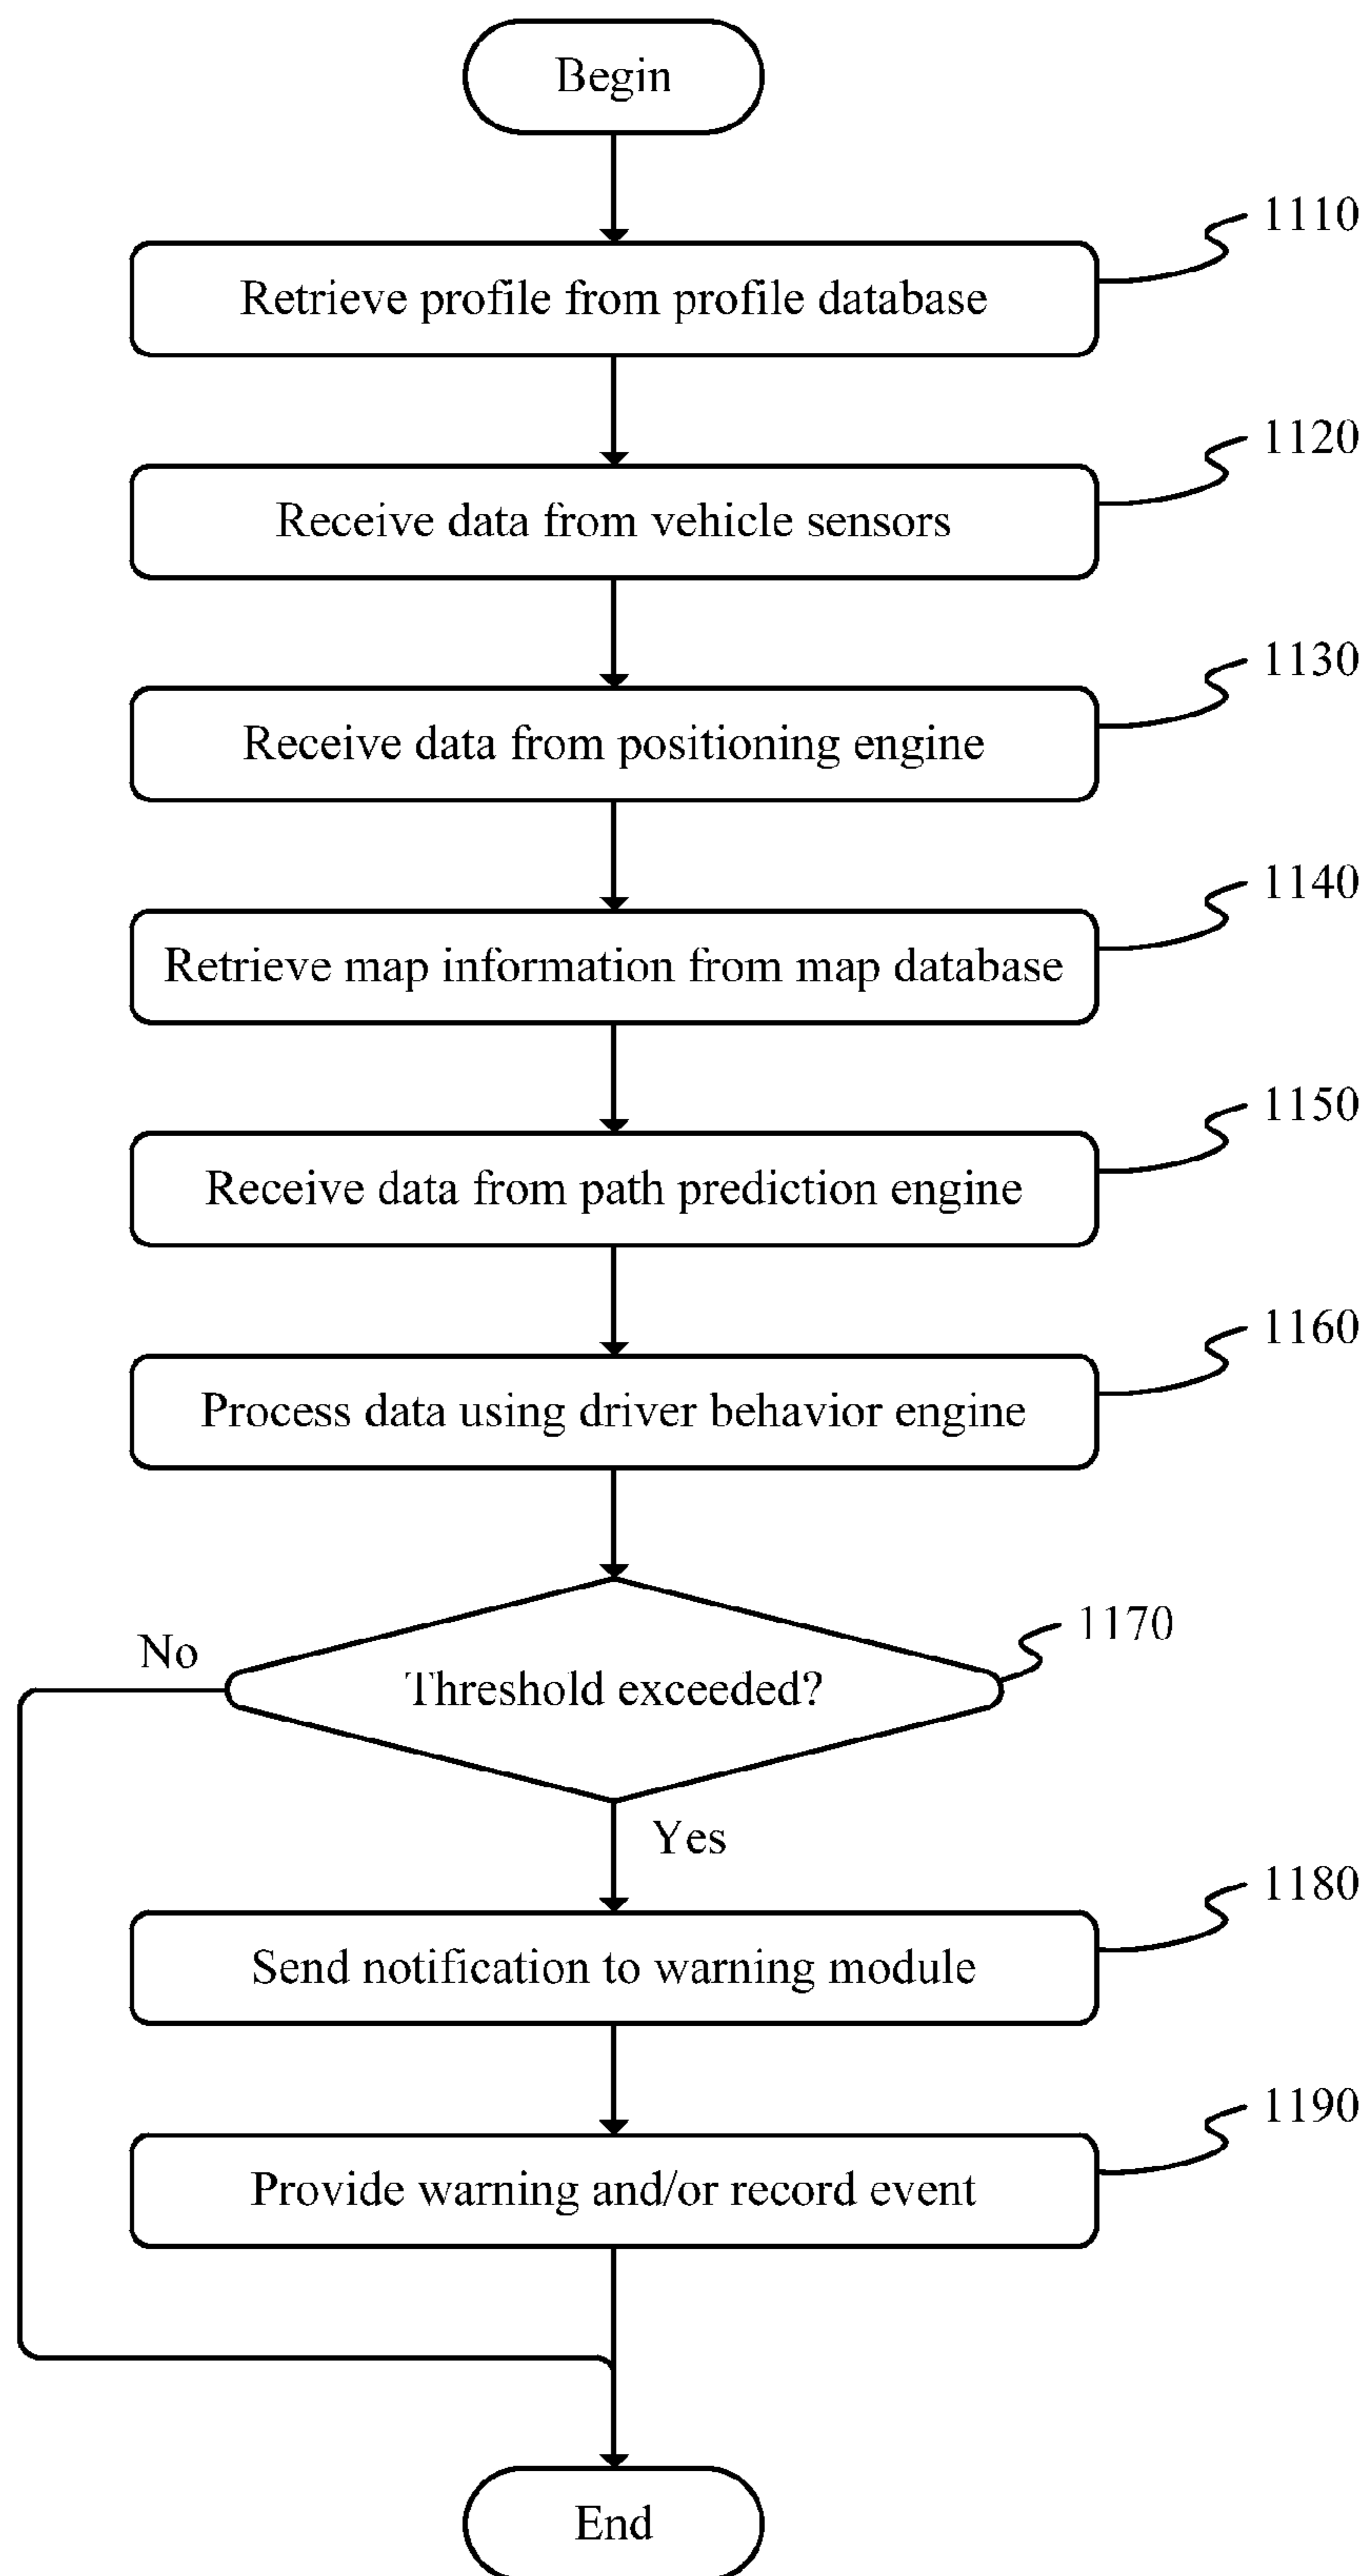 Begin
1110
Retrieve profile from profile database
1120
Receive data from vehicle sensors
1130
Receive data from positioning engine
1140
Retrieve map information from map database
1150
Receive data from path prediction engine
1160
Process data using driver behavior engine
1170
No
Threshold exceeded?
Yes
1180
Send notification to warning module
1190
Provide warning and/or record event
End